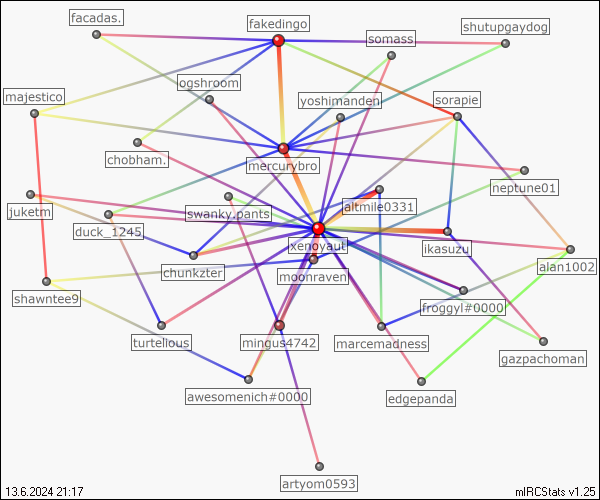 facadas.
fakedingo
somass
shutupgaydog
ogshroom
majestico
yoshimanden
sorapie
chobham.
mercurybro
neptune01
juketm
swanky.pants
altmile0331
duck_1245
xenoyaut
ikasuzu
chunkzter
moonraven
alan1002
shawntee9
froggyl#0000
turtellous
mingus4742
marcemadness
gazpachoman
awesomenich#0000
edgepanda
artyom0593
13.6.2024 21:17
mIRCStats v1.25